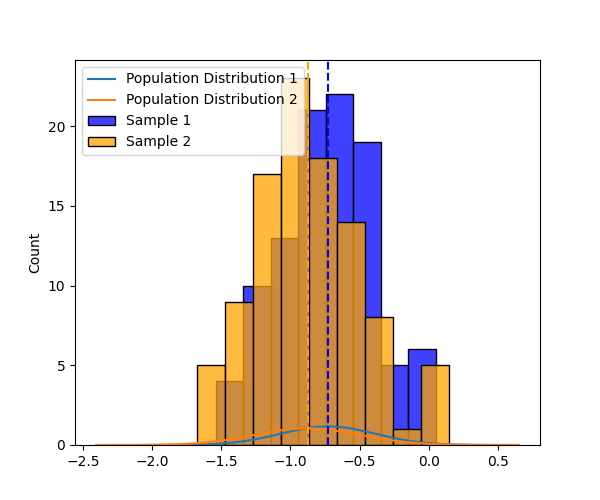 Population Distribution 1
Population Distribution 2
Sample 1
Sample 2
Count
20
15
10
5
0
−2.5 −2.0 −1.5 −1.0 −0.5 0.0 0.5